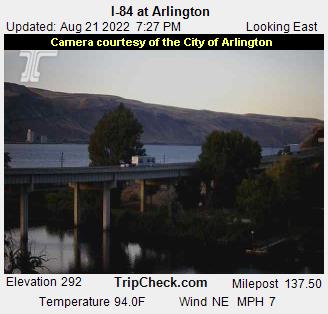 I-84 at Arlington
Updated: Aug 21 2022 7:27 PM Looking East
Camera courtesy of the City of Arlington
Elevation 292 TripCheck.com Milepost 137.50
Temperature 94.0F Wind NE MPH 7